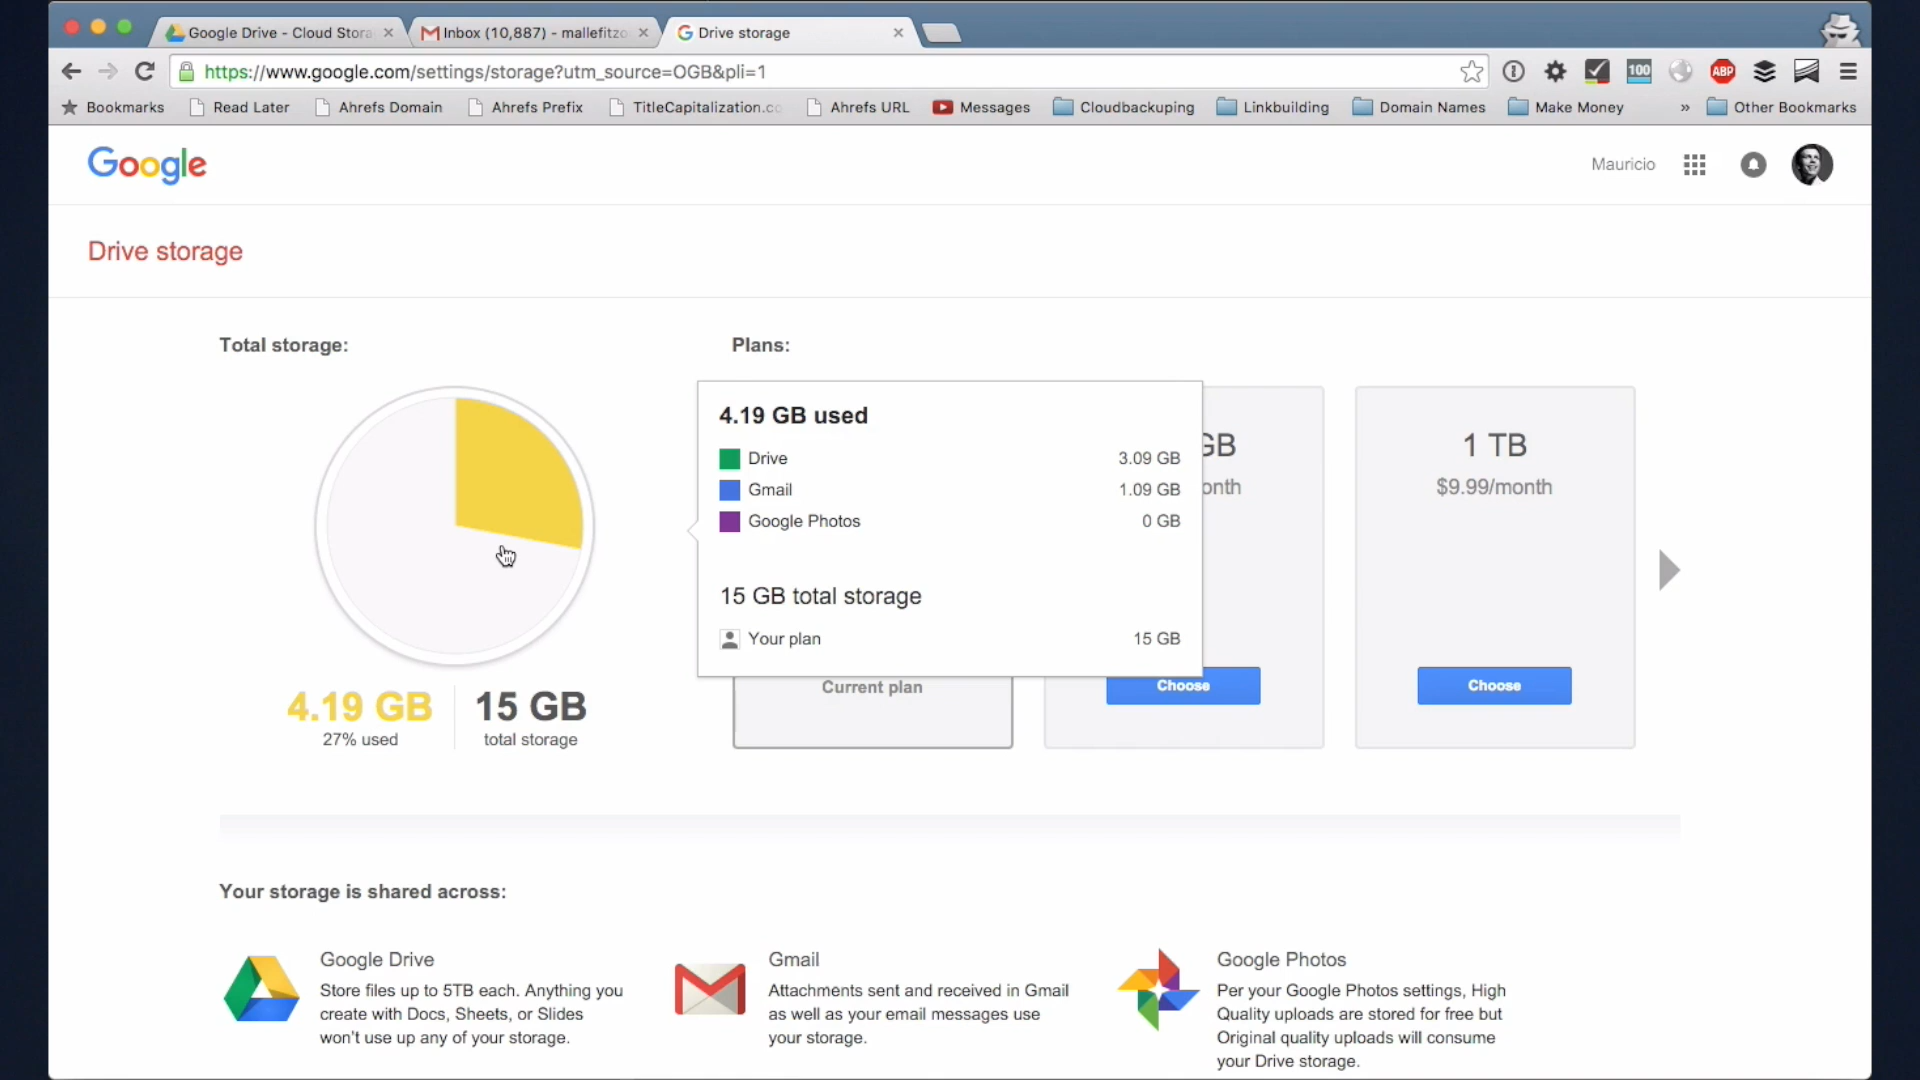 Google Drive - Cloud Stora
Inbox (10,887) - mallefitzo
Drive storage
https://www.google.com/settings/storage?utm_source=OGB&pli=1
100
ABP
Bookmarks
Read Later
Ahrefs Domain
Ahrefs Prefix
TitleCapitalization.co
Ahrefs URL
Messages
Cloudbackuping
Linkbuilding
Domain Names
Make Money
»
Other Bookmarks
Google
Mauricio
Drive storage
Total storage:
Plans:
4.19 GB used
Drive 3.09 GB
Gmail 1.09 GB
Google Photos 0 GB
15 GB total storage
Your plan 15 GB
GB
onth
1 TB
$9.99/month
Current plan
Choose
Choose
4.19 GB
27% used
15 GB
total storage
Your storage is shared across:
Google Drive
Store files up to 5TB each. Anything you
create with Docs, Sheets, or Slides
won't use up any of your storage.
Gmail
Attachments sent and received in Gmail
as well as your email messages use
your storage.
Google Photos
Per your Google Photos settings, High
Quality uploads are stored for free but
Original quality uploads will consume
your Drive storage.